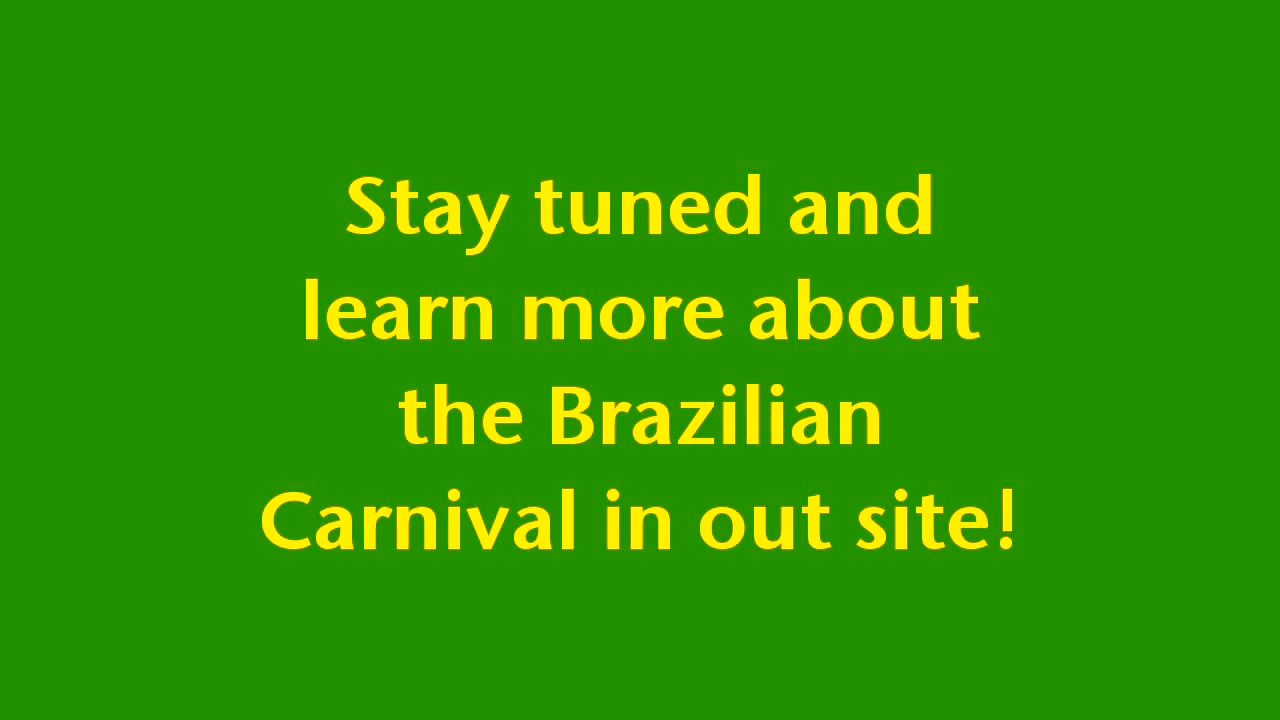 Stay tuned and
learn more about
the Brazilian
Carnival in out site!